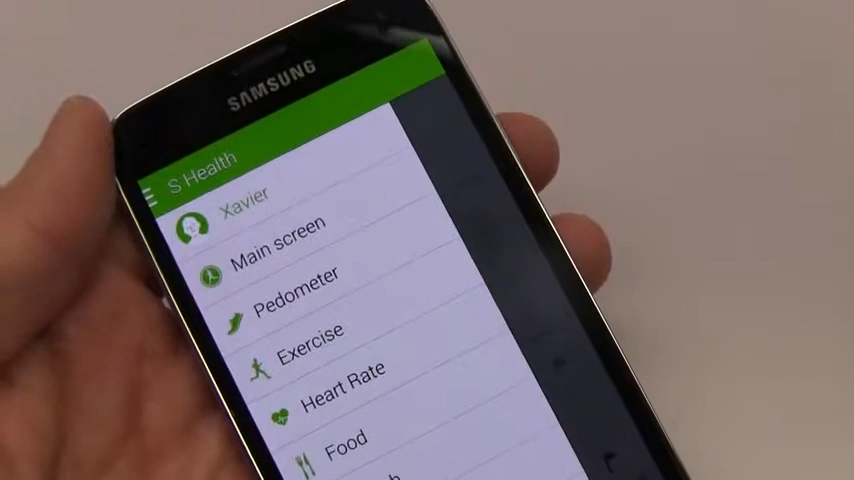 SAMSUNG
S Health
Xavier
Main screen
Pedometer
Exercise
Heart Rate
Food